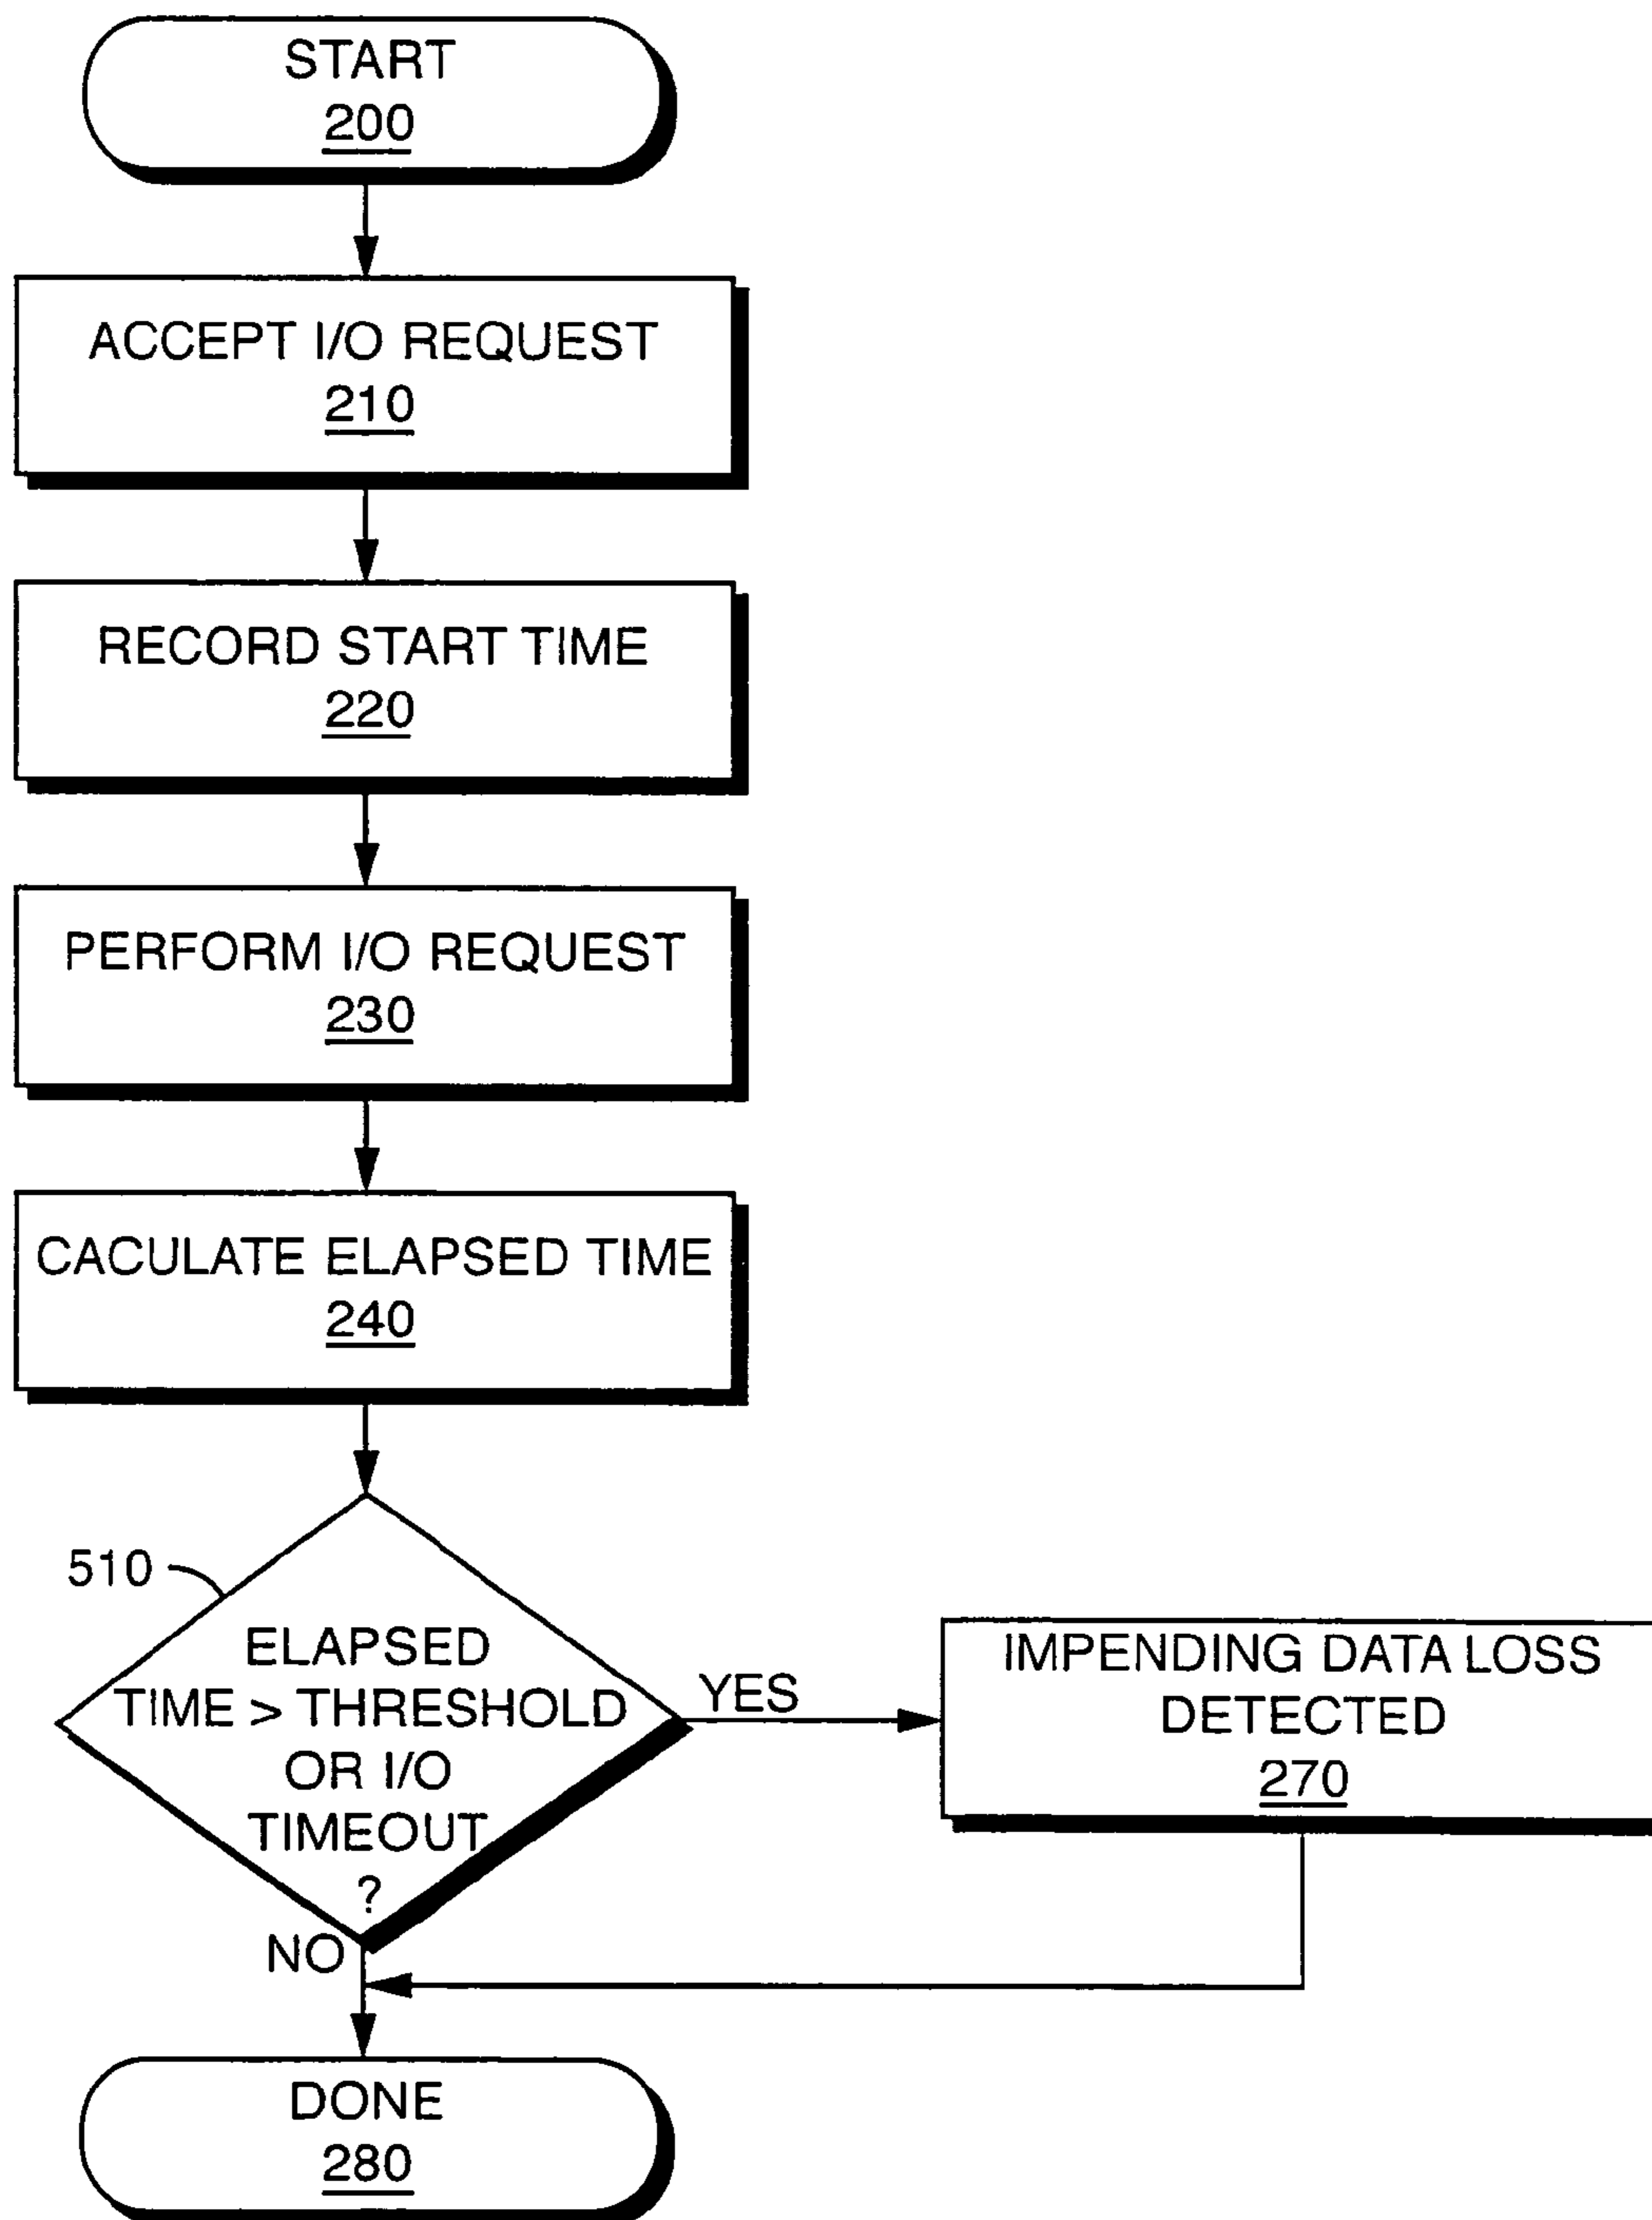 START
200
ACCEPT I/O REQUEST
210
RECORD START TIME
220
PERFORM I/O REQUEST
230
CACULATE ELAPSED TIME
240
510
ELAPSED
TIME > THRESHOLD
OR I/O
TIMEOUT
?
YES
IMPENDING DATA LOSS
DETECTED
270
NO
DONE
280